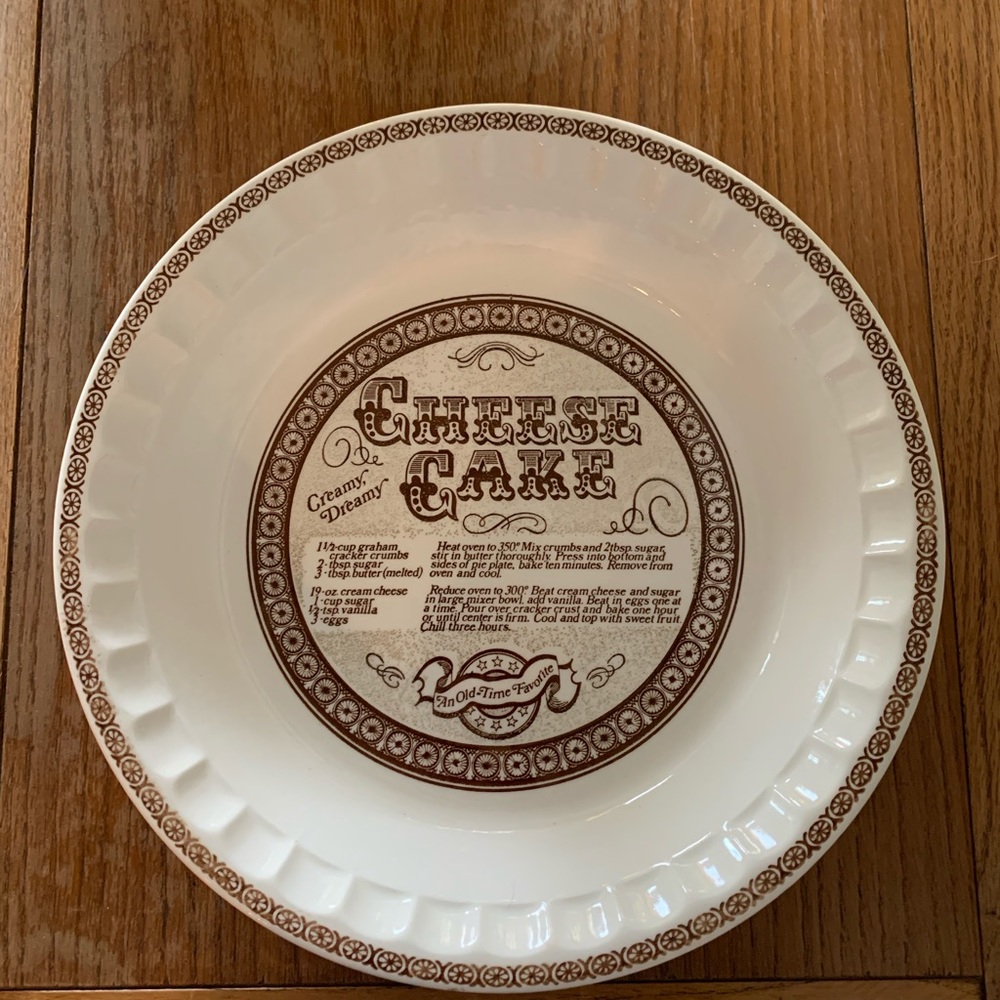 CHEESE
CAKE
Creamy,
Dreamy
1½-cup graham
cracker crumbs
2-tbsp. sugar
3-tbsp. butter (melted)
Heat oven to 350°. Mix crumbs and 2 tbsp. sugar,
stir in butter thoroughly. Press into bottom and
sides of pie plate, bake ten minutes. Remove from
oven and cool.
19-oz. cream cheese
1-cup sugar
½-tsp vanilla
3-eggs
Reduce oven to 300°. Beat cream cheese and sugar
in large mixer bowl, add vanilla. Beat in eggs one at
a time. Pour over cracker crust and bake one hour
or until center is firm. Cool and top with sweet fruit.
Chill three hours.
An Old-Time Favorite